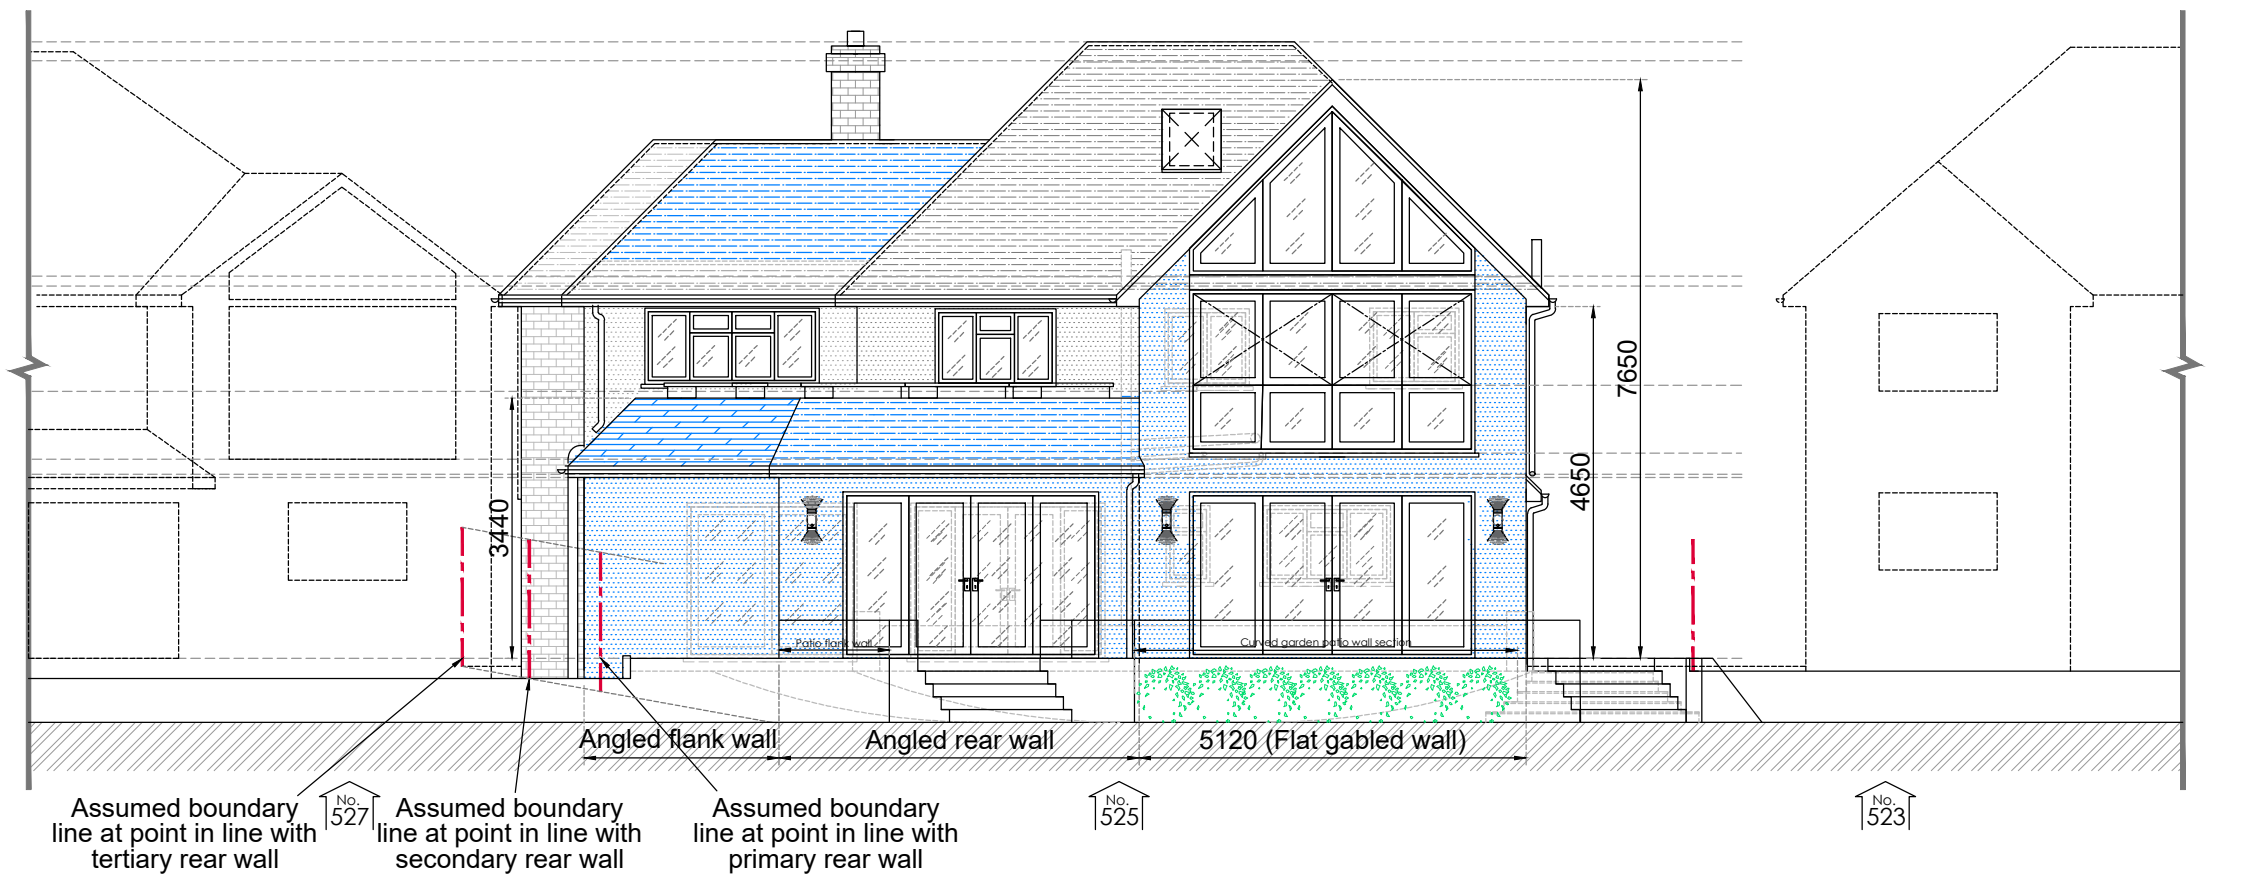 7650
4650
3440
Patio flank wall
Curved garden patio wall section
Angled flank wall
Angled rear wall
5120 (Flat gabled wall)
Assumed boundary
line at point in line with
tertiary rear wall
No.
527
Assumed boundary
line at point in line with
secondary rear wall
Assumed boundary
line at point in line with
primary rear wall
No.
525
No.
523